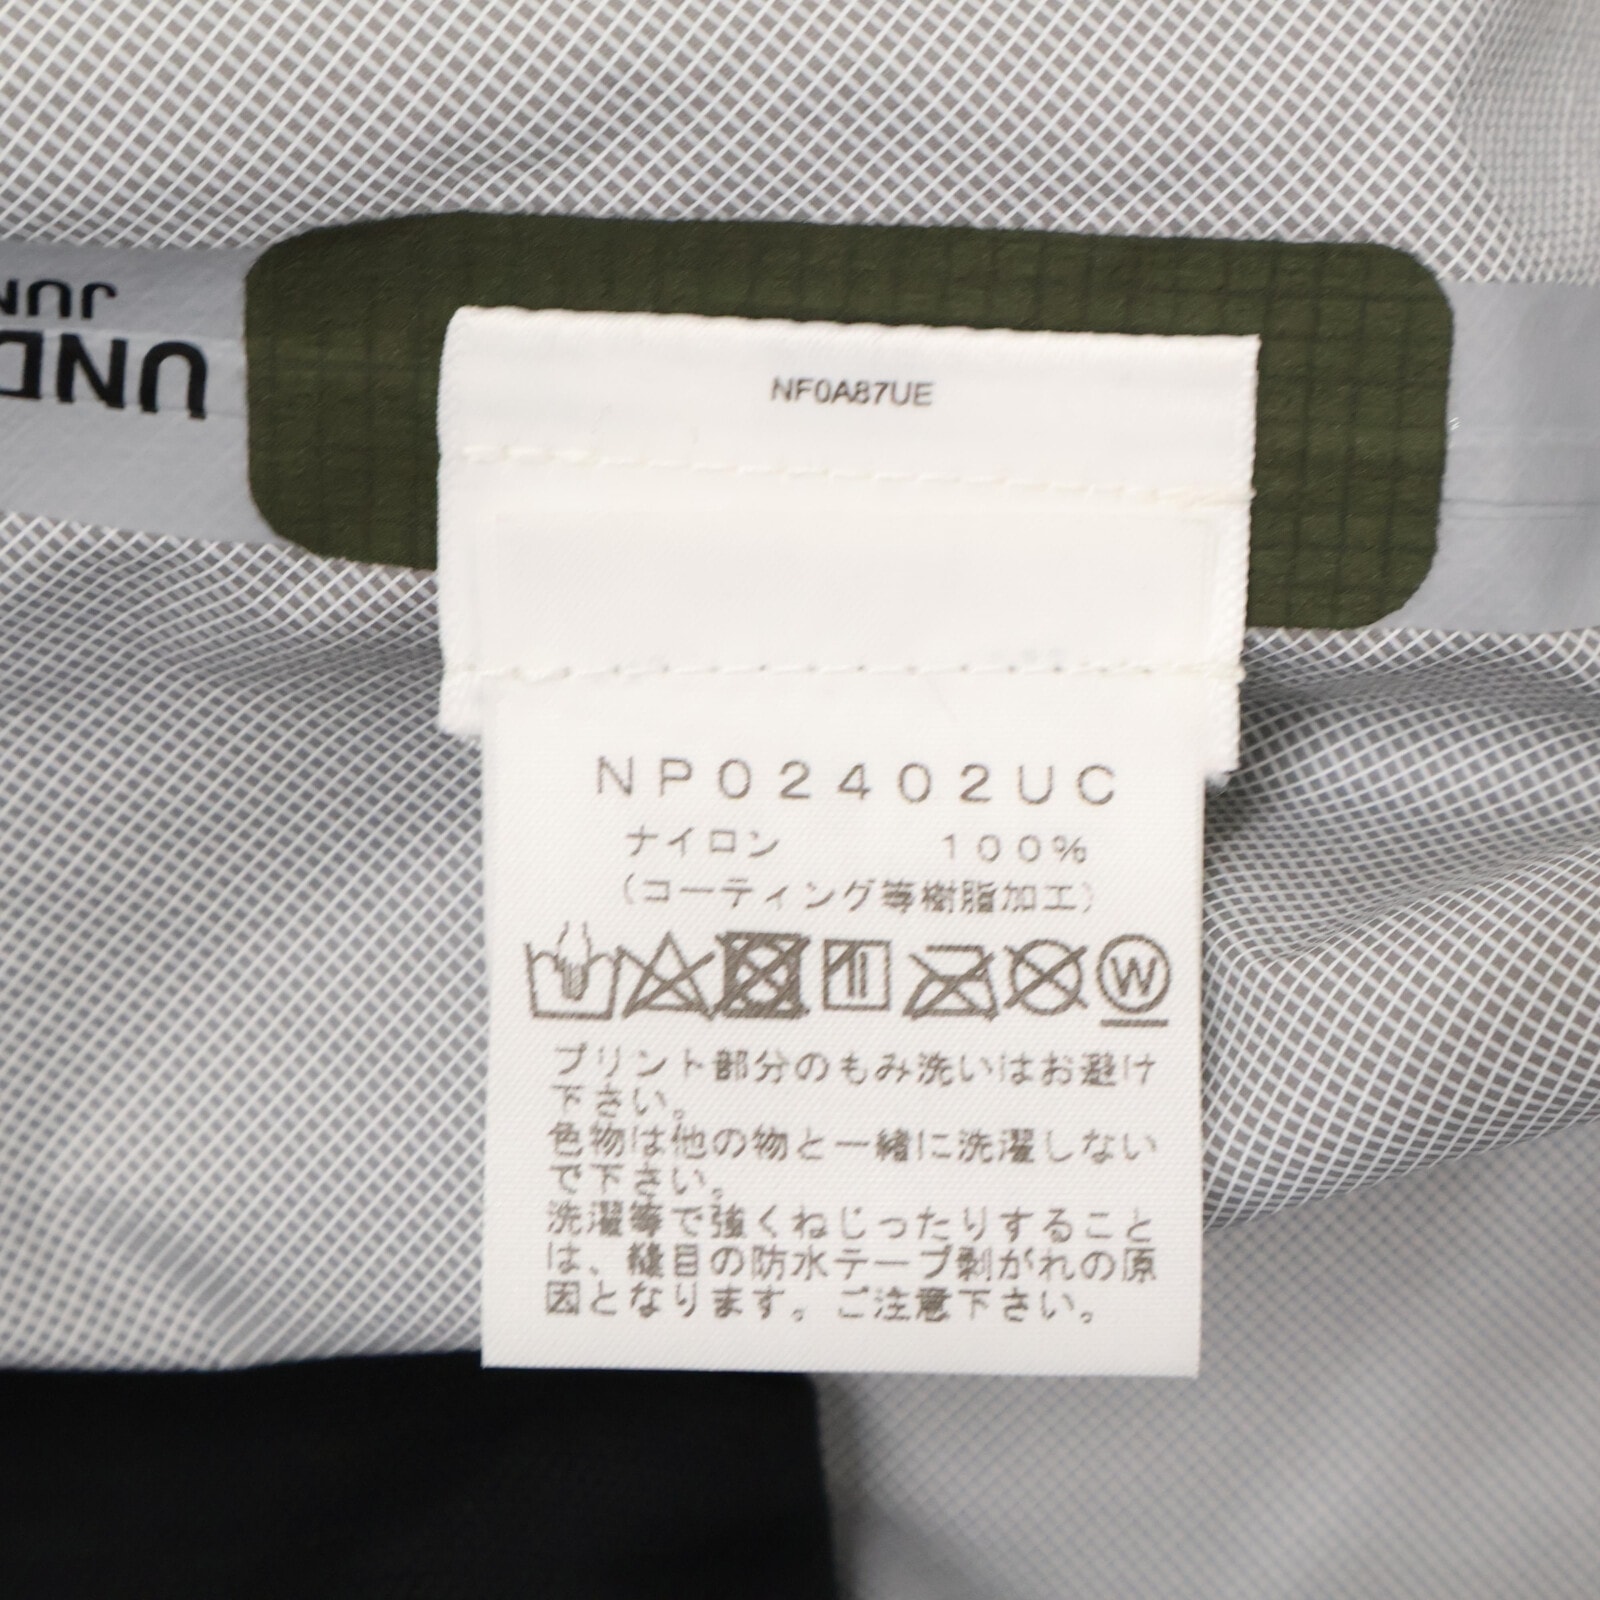 JUN
UND
NF0A87UE
NP02402UC
ナイロン 100%
(コーティング等樹脂加工)
W
プリント部分のもみ洗いはお避け
下さい。
色物は他の物と一緒に洗濯しない
で下さい。
洗濯等で強くねじったりすること
は、縫目の防水テープ剥がれの原
因となります。ご注意下さい。